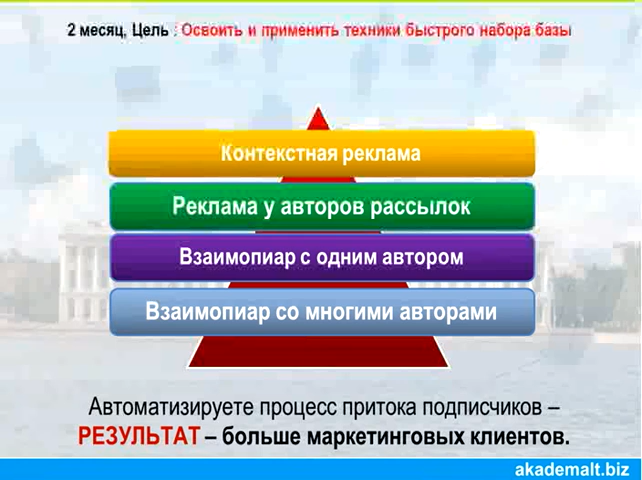 2 месяц, Цель : Освоить и применить техники быстрого набора базы
Контекстная реклама
Реклама у авторов рассылок
Взаимопиар с одним автором
Взаимопиар со многими авторами
Автоматизируете процесс притока подписчиков –
РЕЗУЛЬТАТ – больше маркетинговых клиентов.
akademalt.biz